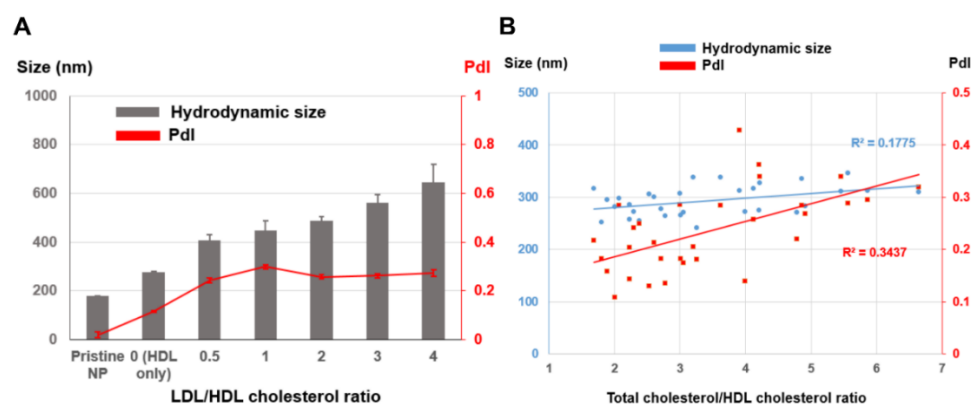 A
Size (nm)
PdI
1000
800
600
400
200
0
1
0.8
0.6
0.4
0.2
0
Hydrodynamic size
PdI
Pristine NP
0 (HDL only)
0.5
1
2
3
4
LDL/HDL cholesterol ratio
B
Hydrodynamic size
PdI
Size (nm)
PdI
500
400
300
200
100
0
0.5
0.4
0.3
0.2
0.1
0
R² = 0.1775
R² = 0.3437
1
2
3
4
5
6
7
Total cholesterol/HDL cholesterol ratio